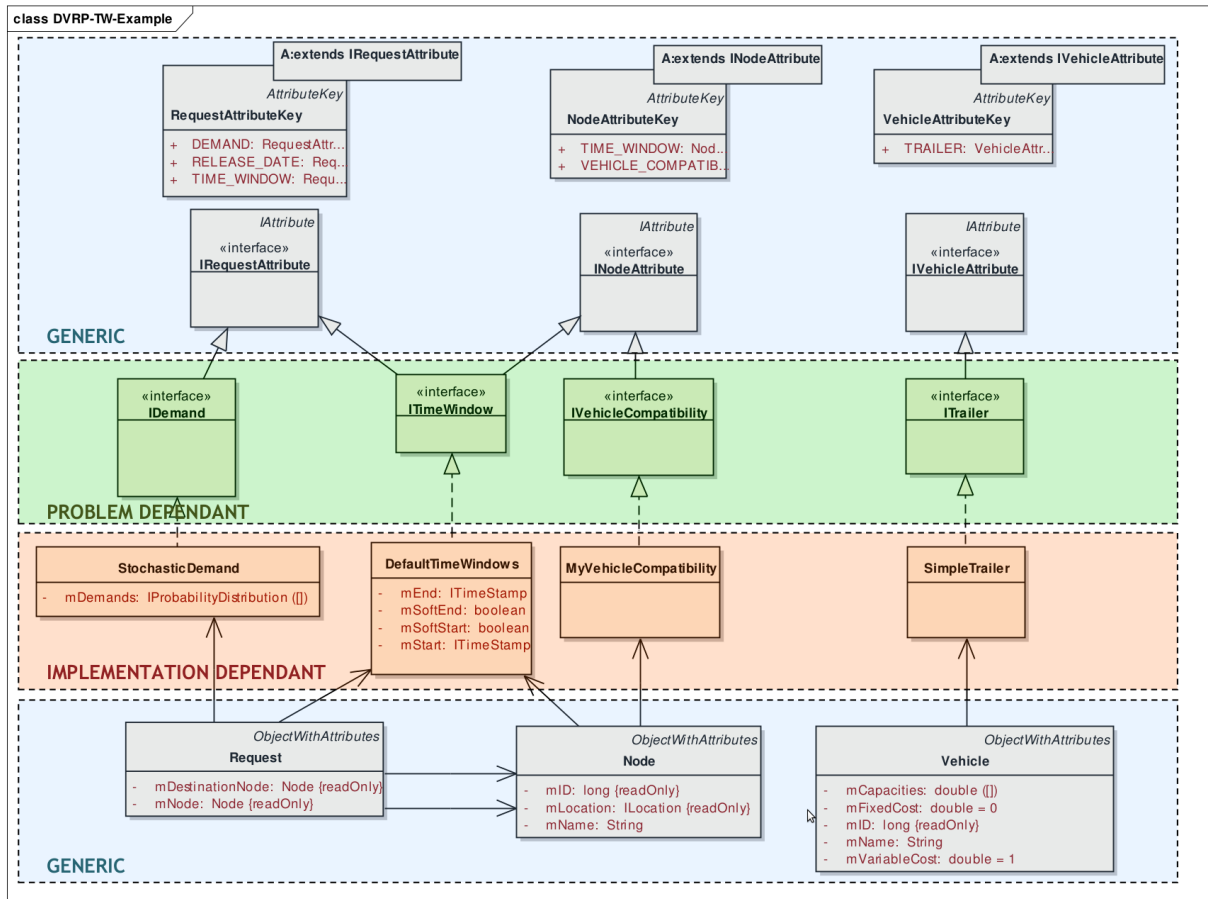 class DVRP-TW-Example
A:extends IRequestAttribute
AttributeKey
RequestAttributeKey
+ DEMAND: RequestAttr...
+ RELEASE_DATE: Req...
+ TIME_WINDOW: Requ...
A:extends INodeAttribute
AttributeKey
NodeAttributeKey
+ TIME_WINDOW: Nod...
+ VEHICLE_COMPATIB...
A:extends IVehicleAttribute
AttributeKey
VehicleAttributeKey
+ TRAILER: VehicleAttr...
IAttribute
«interface»
IRequestAttribute
IAttribute
«interface»
INodeAttribute
IAttribute
«interface»
IVehicleAttribute
GENERIC
«interface»
IDemand
«interface»
ITimeWindow
«interface»
IVehicleCompatibility
«interface»
ITrailer
PROBLEM DEPENDANT
StochasticDemand
- mDemands: IProbabilityDistribution ([])
DefaultTimeWindows
- mEnd: ITimeStamp
- mSoftEnd: boolean
- mSoftStart: boolean
- mStart: ITimeStamp
MyVehicleCompatibility
SimpleTrailer
IMPLEMENTATION DEPENDANT
ObjectWithAttributes
Request
- mDestinationNode: Node {readOnly}
- mNode: Node {readOnly}
ObjectWithAttributes
Node
- mID: long {readOnly}
- mLocation: ILocation {readOnly}
- mName: String
ObjectWithAttributes
Vehicle
- mCapacities: double ([])
- mFixedCost: double = 0
- mID: long {readOnly}
- mName: String
- mVariableCost: double = 1
GENERIC